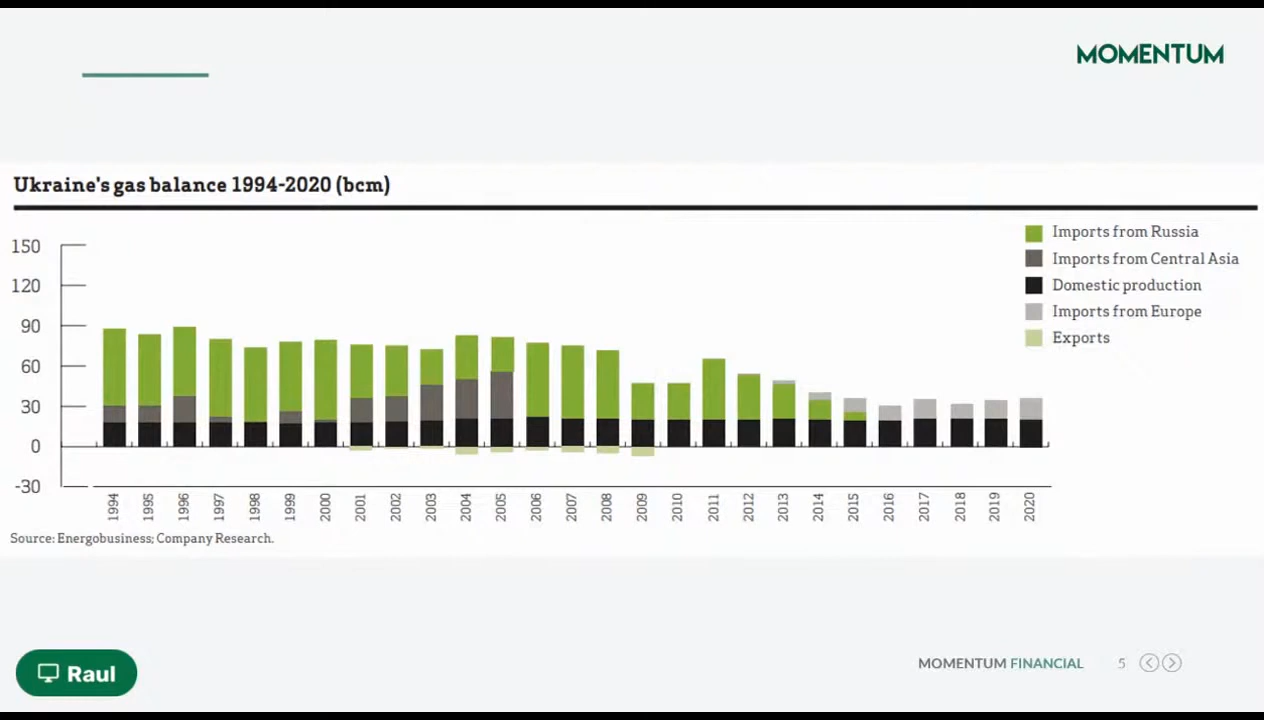 MOMENTUM
Ukraine's gas balance 1994-2020 (bcm)
Imports from Russia
Imports from Central Asia
Domestic production
Imports from Europe
Exports
150
120
90
60
30
0
-30
1994 1995 1996 1997 1998 1999 2000 2001 2002 2003 2004 2005 2006 2007 2008 2009 2010 2011 2012 2013 2014 2015 2016 2017 2018 2019 2020
Source: Energobusiness; Company Research.
Raul
MOMENTUM FINANCIAL 5